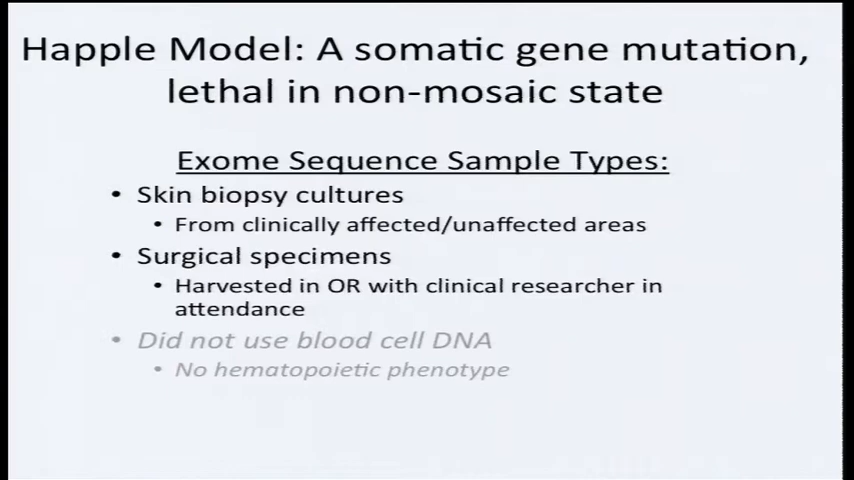 Happle Model: A somatic gene mutation,
lethal in non-mosaic state
Exome Sequence Sample Types:
• Skin biopsy cultures
• From clinically affected/unaffected areas
• Surgical specimens
• Harvested in OR with clinical researcher in
attendance
• Did not use blood cell DNA
• No hematopoietic phenotype